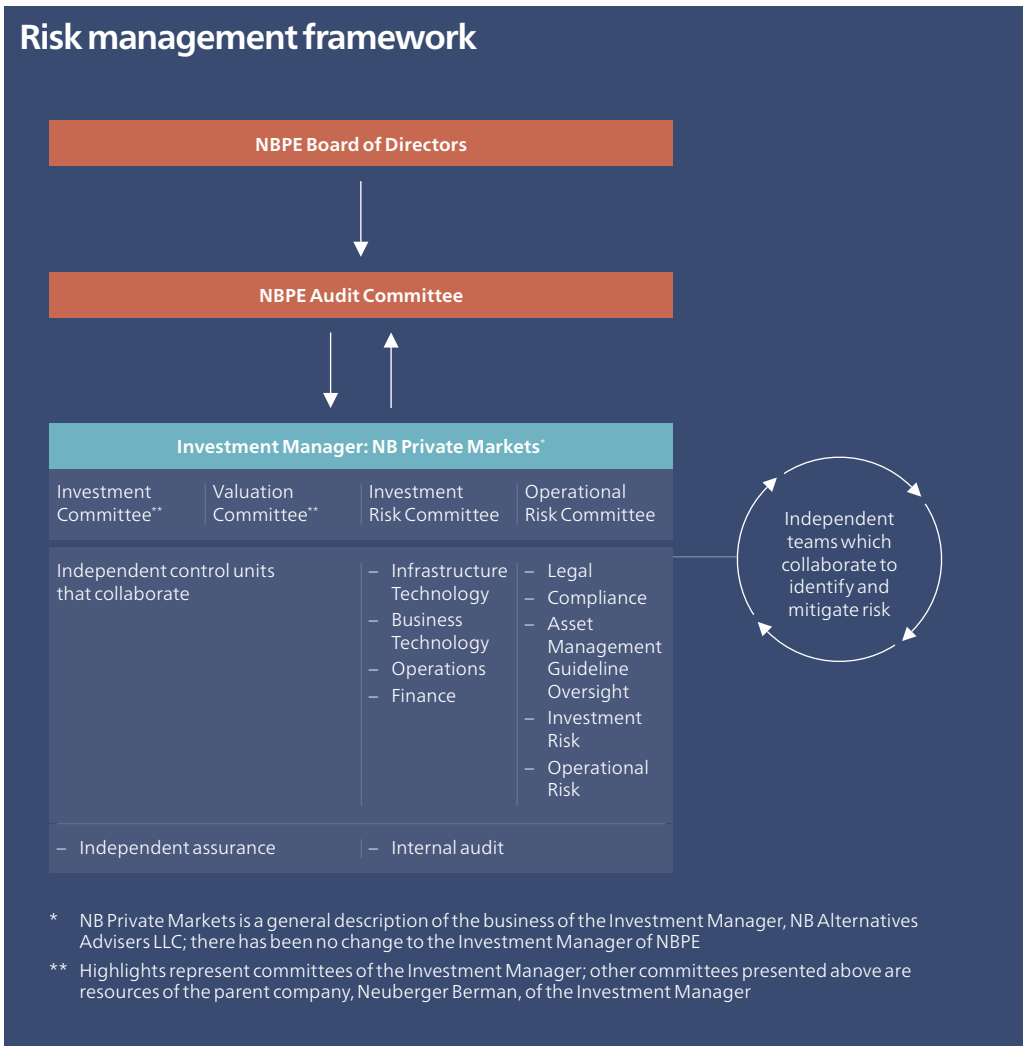 Risk management framework
NBPE Board of Directors
NBPE Audit Committee
Investment Manager: NB Private Markets*
Investment
Committee**
Valuation
Committee**
Investment
Risk Committee
Operational
Risk Committee
Independent control units
that collaborate
– Infrastructure
Technology
– Business
Technology
– Operations
– Finance
– Legal
– Compliance
– Asset
Management
Guideline
Oversight
– Investment
Risk
– Operational
Risk
– Independent assurance
– Internal audit
Independent
teams which
collaborate to
identify and
mitigate risk
* NB Private Markets is a general description of the business of the Investment Manager, NB Alternatives
Advisers LLC; there has been no change to the Investment Manager of NBPE
** Highlights represent committees of the Investment Manager; other committees presented above are
resources of the parent company, Neuberger Berman, of the Investment Manager